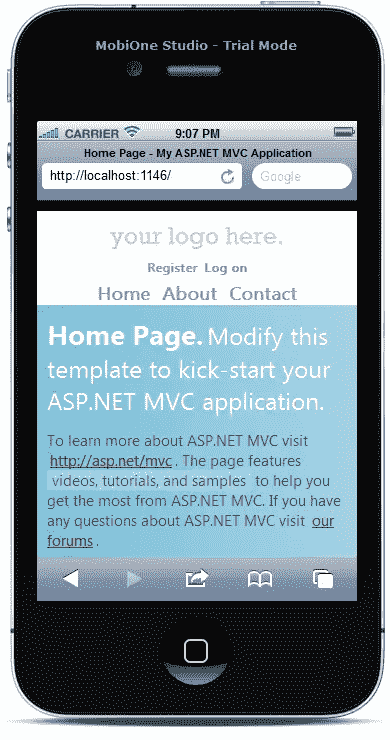 MobiOne Studio - Trial Mode
CARRIER 9:07 PM
Home Page - My ASP.NET MVC Application
http://localhost:1146/ Google
your logo here.
Register Log on
Home About Contact
Home Page. Modify this
template to kick-start your
ASP.NET MVC application.
To learn more about ASP.NET MVC visit
http://asp.net/mvc . The page features
videos, tutorials, and samples to help you
get the most from ASP.NET MVC. If you have
any questions about ASP.NET MVC visit our
forums .